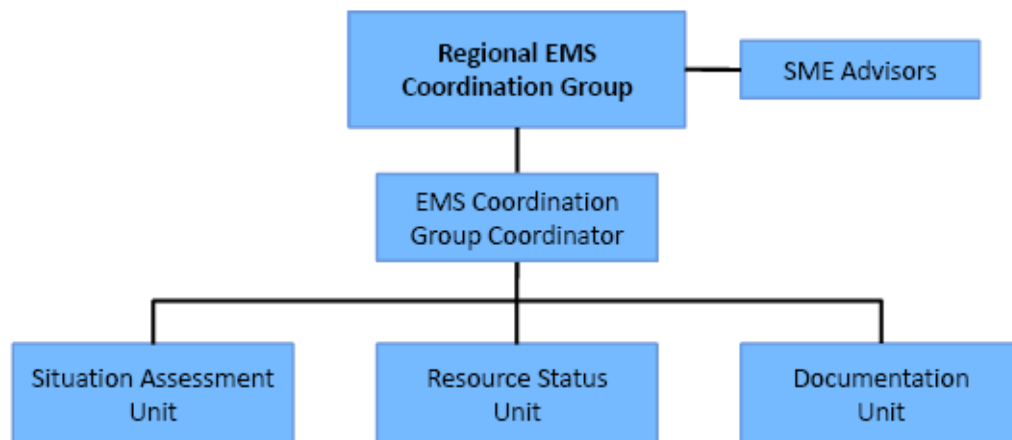 Regional EMS
Coordination Group
SME Advisors
EMS Coordination
Group Coordinator
Situation Assessment
Unit
Resource Status
Unit
Documentation
Unit